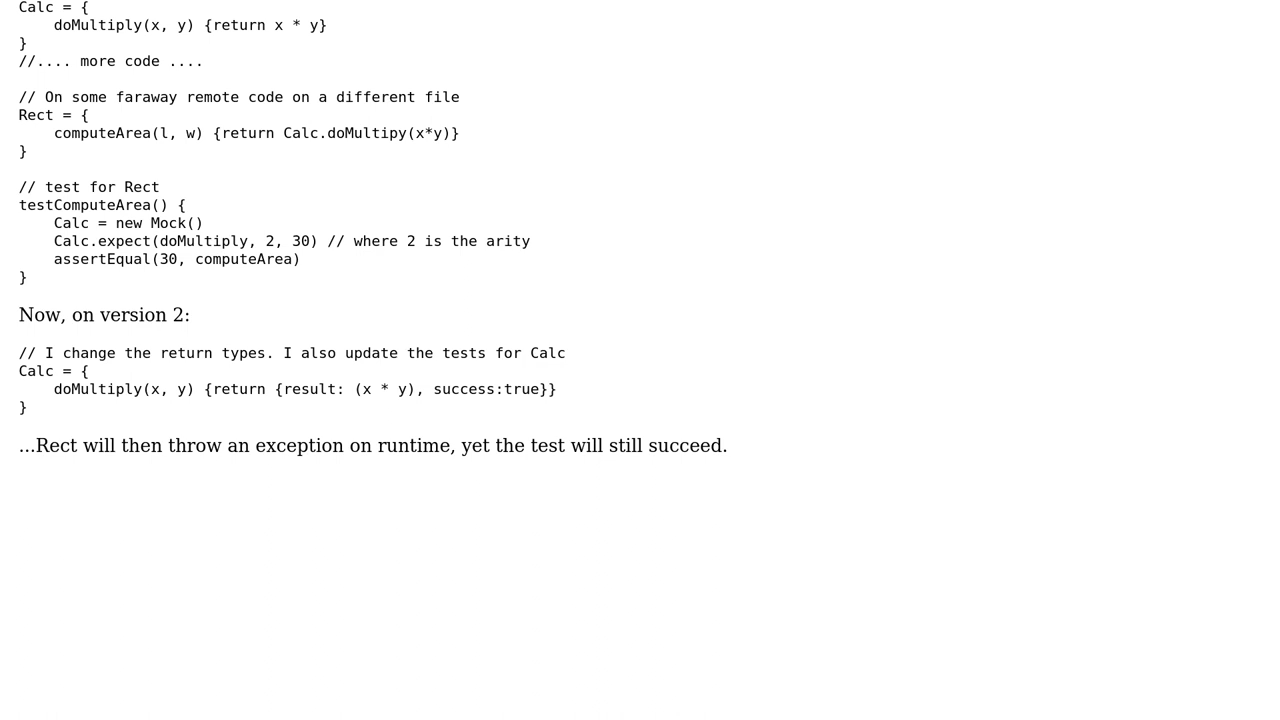 Calc = {
    doMultiply(x, y) {return x * y}
}
//.... more code ....
// On some faraway remote code on a different file
Rect = {
    computeArea(l, w) {return Calc.doMultipy(x*y)}
}
// test for Rect
testComputeArea() {
    Calc = new Mock()
    Calc.expect(doMultiply, 2, 30) // where 2 is the arity
    assertEqual(30, computeArea)
}
Now, on version 2:
// I change the return types. I also update the tests for Calc
Calc = {
    doMultiply(x, y) {return {result: (x * y), success:true}}
}
...Rect will then throw an exception on runtime, yet the test will still succeed.